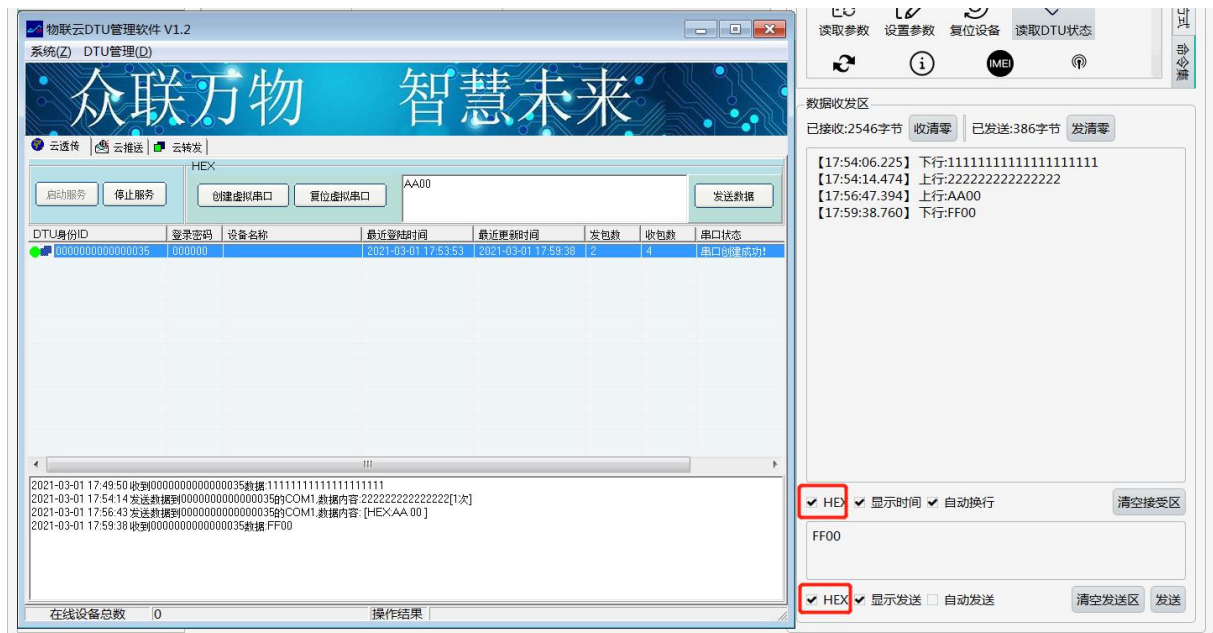 物联云DTU管理软件 V1.2
系统(Z) DTU管理(D)
众联万物 智慧未来
云透传 云推送 云转发
HEX
启动服务 停止服务 创建虚拟串口 复位虚拟串口 AA00 发送数据
DTU身份ID 登录密码 设备名称 最近登陆时间 最近更新时间 发包数 收包数 串口状态
0000000000000035 000000 2021-03-01 17:53:53 2021-03-01 17:59:38 2 4 串口创建成功!
2021-03-01 17:49:50 收到0000000000000035数据:11111111111111111111
2021-03-01 17:54:14 发送数据到0000000000000035的COM1,数据内容:222222222222222[1次]
2021-03-01 17:56:43 发送数据到0000000000000035的COM1,数据内容: [HEX:AA 00 ]
2021-03-01 17:59:38 收到0000000000000035数据:FF00
在线设备总数 0 操作结果
读取参数 设置参数 复位设备 读取DTU状态
IMEI
数据收发区
已接收:2546字节 收清零 已发送:386字节 发清零
【17:54:06.225】 下行:11111111111111111111
【17:54:14.474】 上行:222222222222222
【17:56:47.394】 上行:AA00
【17:59:38.760】 下行:FF00
HEX 显示时间 自动换行 清空接受区
FF00
HEX 显示发送 自动发送 清空发送区 发送